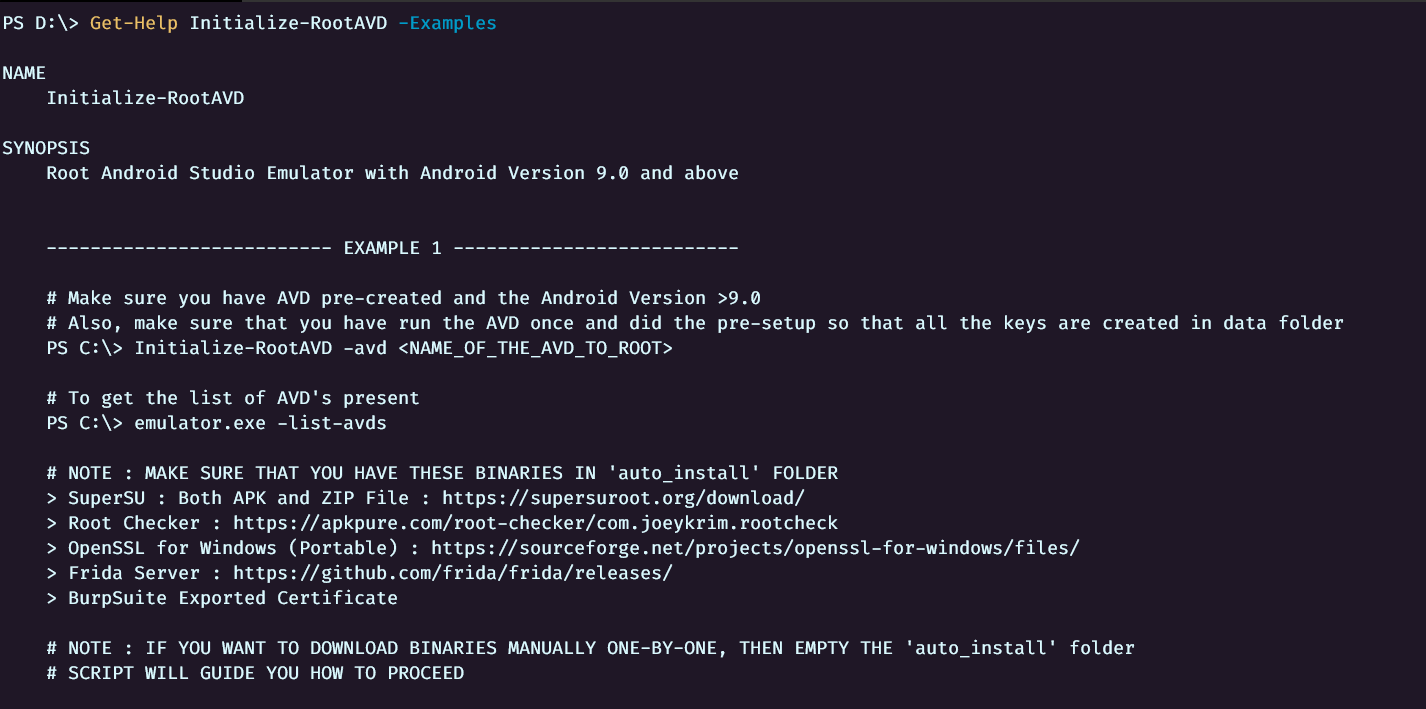 PS D:\> Get-Help Initialize-RootAVD -Examples
NAME
Initialize-RootAVD
SYNOPSIS
Root Android Studio Emulator with Android Version 9.0 and above
-------------------------- EXAMPLE 1 --------------------------
# Make sure you have AVD pre-created and the Android Version >9.0
# Also, make sure that you have run the AVD once and did the pre-setup so that all the keys are created in data folder
PS C:\> Initialize-RootAVD -avd <NAME_OF_THE_AVD_TO_ROOT>
# To get the list of AVD's present
PS C:\> emulator.exe -list-avds
# NOTE : MAKE SURE THAT YOU HAVE THESE BINARIES IN 'auto_install' FOLDER
> SuperSU : Both APK and ZIP File : https://supersuroot.org/download/
> Root Checker : https://apkpure.com/root-checker/com.joeykrim.rootcheck
> OpenSSL for Windows (Portable) : https://sourceforge.net/projects/openssl-for-windows/files/
> Frida Server : https://github.com/frida/frida/releases/
> BurpSuite Exported Certificate
# NOTE : IF YOU WANT TO DOWNLOAD BINARIES MANUALLY ONE-BY-ONE, THEN EMPTY THE 'auto_install' folder
# SCRIPT WILL GUIDE YOU HOW TO PROCEED